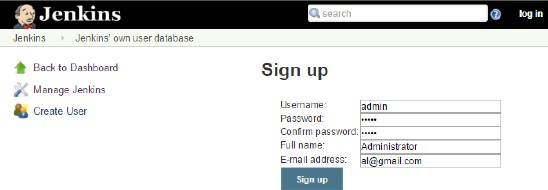 Jenkins
search
log in
Jenkins
Jenkins' own user database
Back to Dashboard
Manage Jenkins
Create User
Sign up
Username: admin
Password: •••••
Confirm password: •••••
Full name: Administrator
E-mail address: al@gmail.com
Sign up